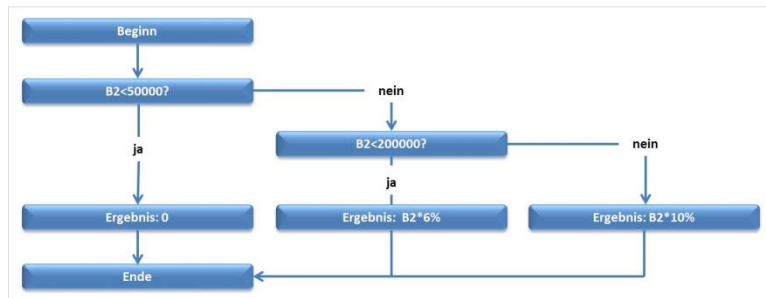 Beginn
B2<50000?
nein
B2<200000?
nein
ja
ja
Ergebnis: 0
Ergebnis: B2*6%
Ergebnis: B2*10%
Ende